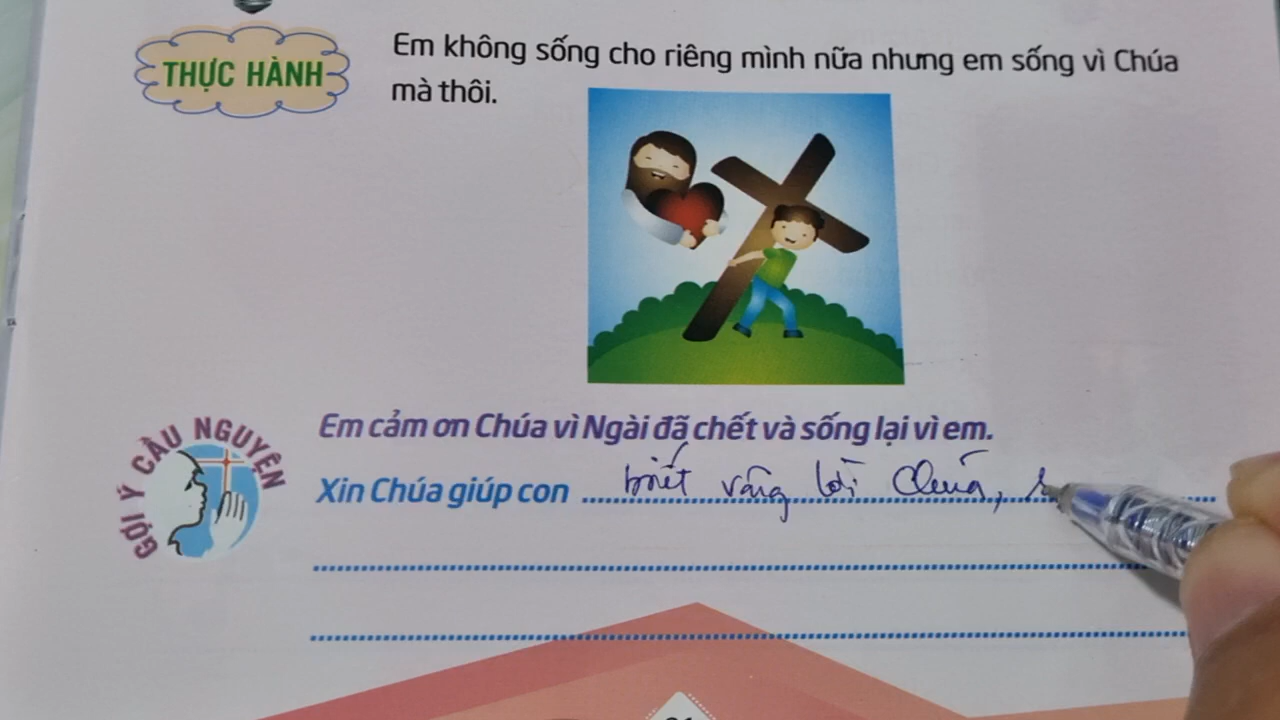 THỰC HÀNH
Em không sống cho riêng mình nữa nhưng em sống vì Chúa
mà thôi.
GỢI Ý CẦU NGUYỆN
Em cảm ơn Chúa vì Ngài đã chết và sống lại vì em.
Xin Chúa giúp con biết vâng lời Chúa, s